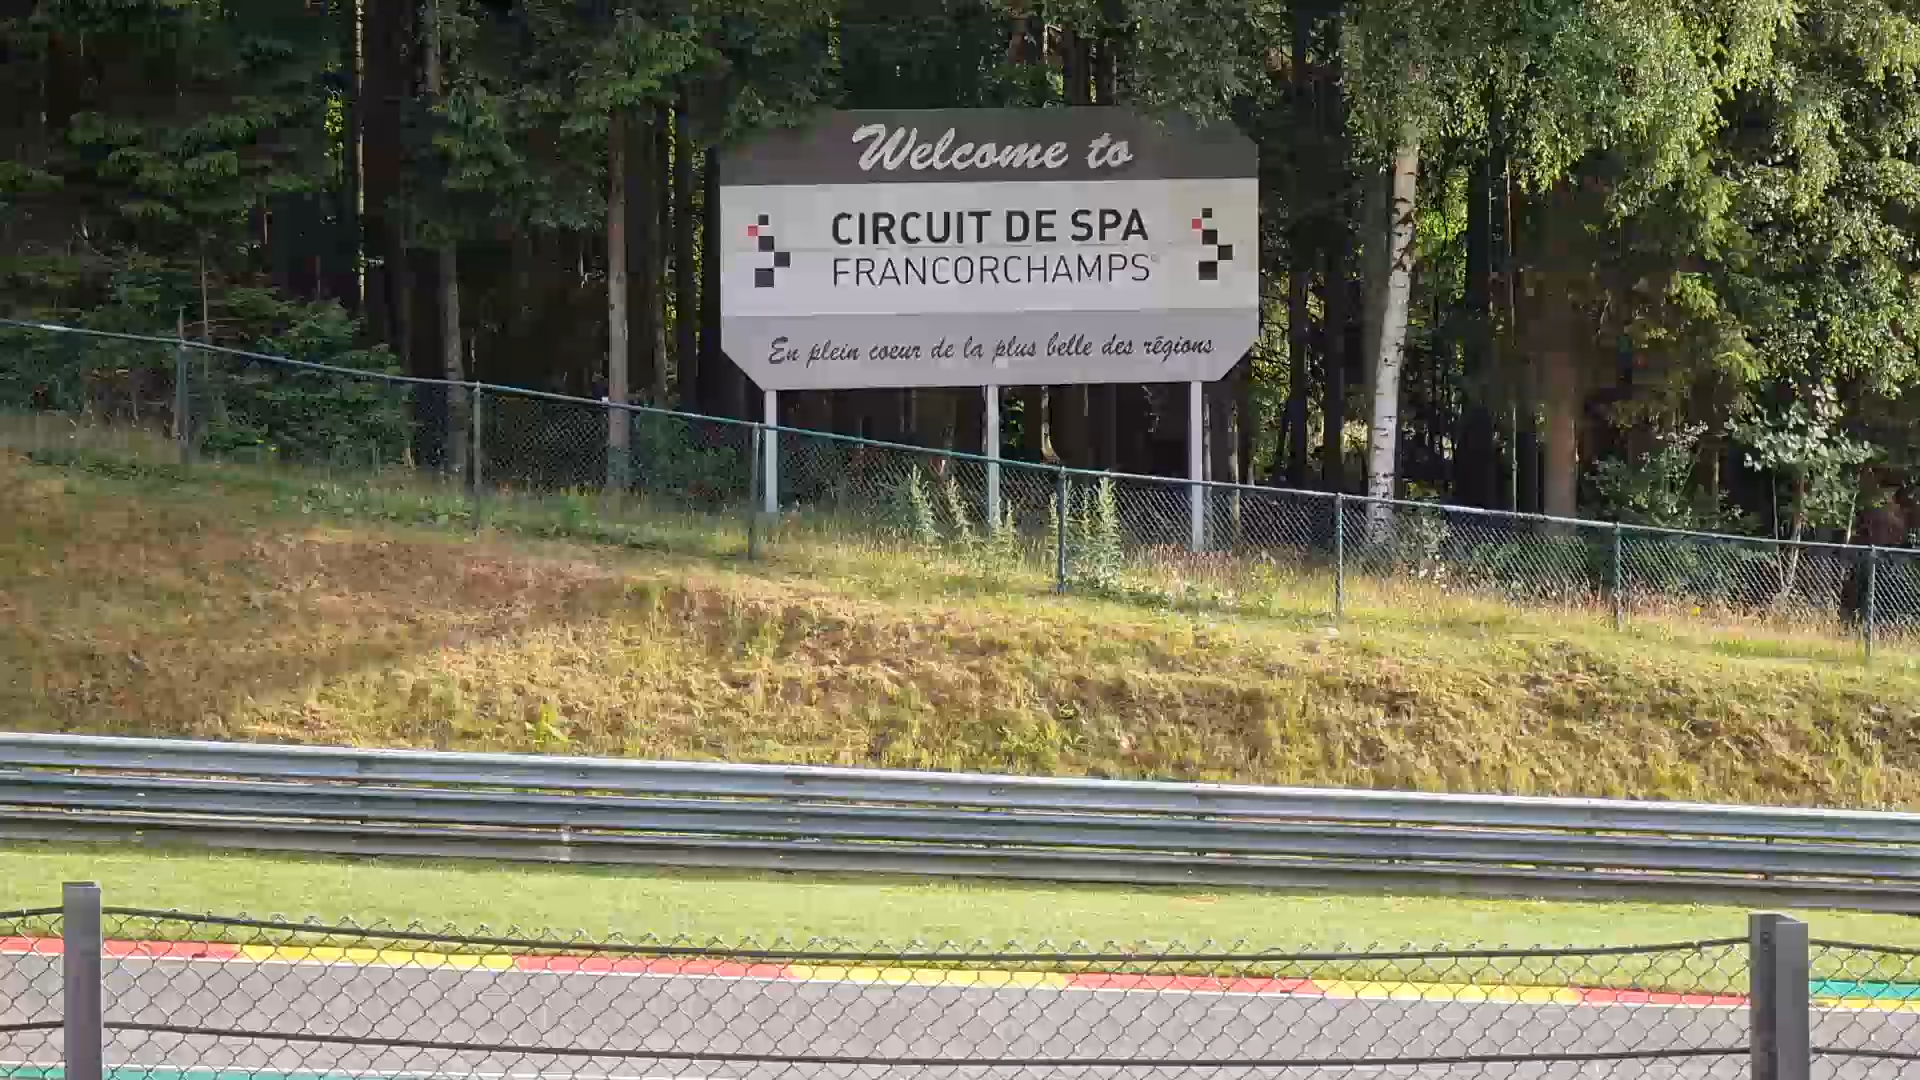 Welcome to
CIRCUIT DE SPA
FRANCORCHAMPS
En plein coeur de la plus belle des régions